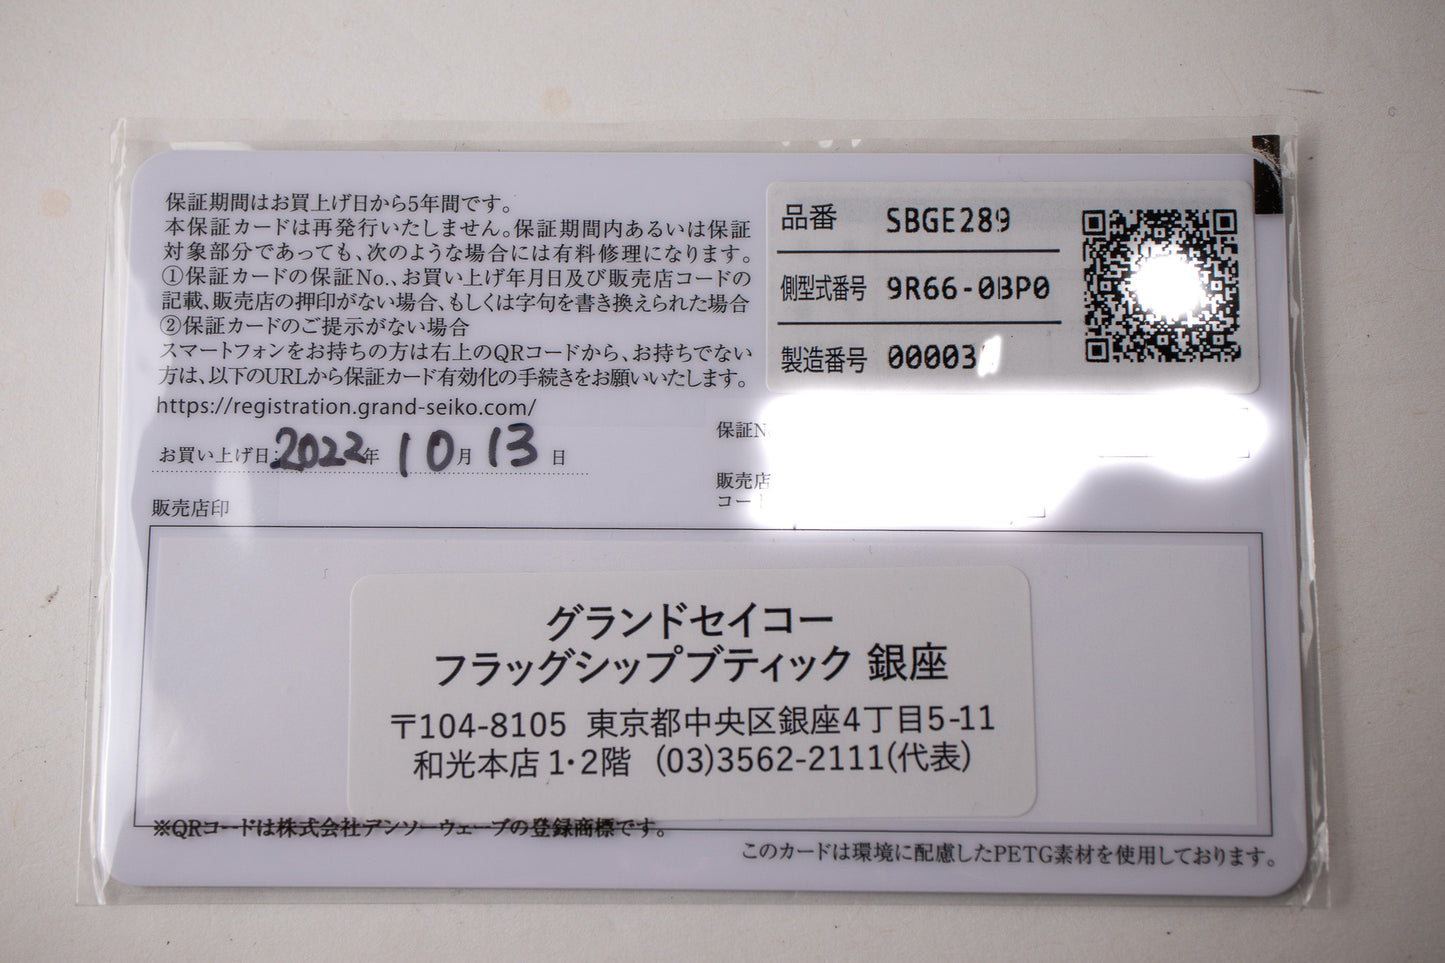 保証期間はお買上げ日から5年間です。
本保証カードは再発行いたしません。保証期間内あるいは保証
対象部分であっても、次のような場合には有料修理になります。
①保証カードの保証No.、お買い上げ年月日及び販売店コードの
記載、販売店の押印がない場合、もしくは字句を書き換えられた場合
②保証カードのご提示がない場合
スマートフォンをお持ちの方は右上のQRコードから、お持ちでない
方は、以下のURLから保証カード有効化の手続きをお願いいたします。
https://registration.grand-seiko.com/
お買い上げ日:2022年 10月 13日
販売店印
品番 SBGE289
側型式番号 9R66-0BP0
製造番号 00003
保証N
販売店
コー
グランドセイコー
フラッグシップブティック 銀座
〒104-8105 東京都中央区銀座4丁目5-11
和光本店1・2階 (03)3562-2111(代表)
※QRコードは株式会社デンソーウェーブの登録商標です。
このカードは環境に配慮したPETG素材を使用しております。